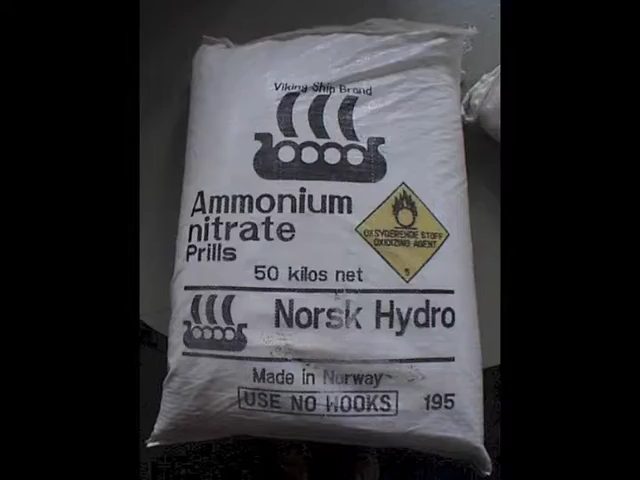 Viking Ship Brand
Ammonium
nitrate
Prills
OKSYDERENDE STOFF
OXIDIZING AGENT
5
50 kilos net
Norsk Hydro
Made in Norway
USE NO HOOKS
195